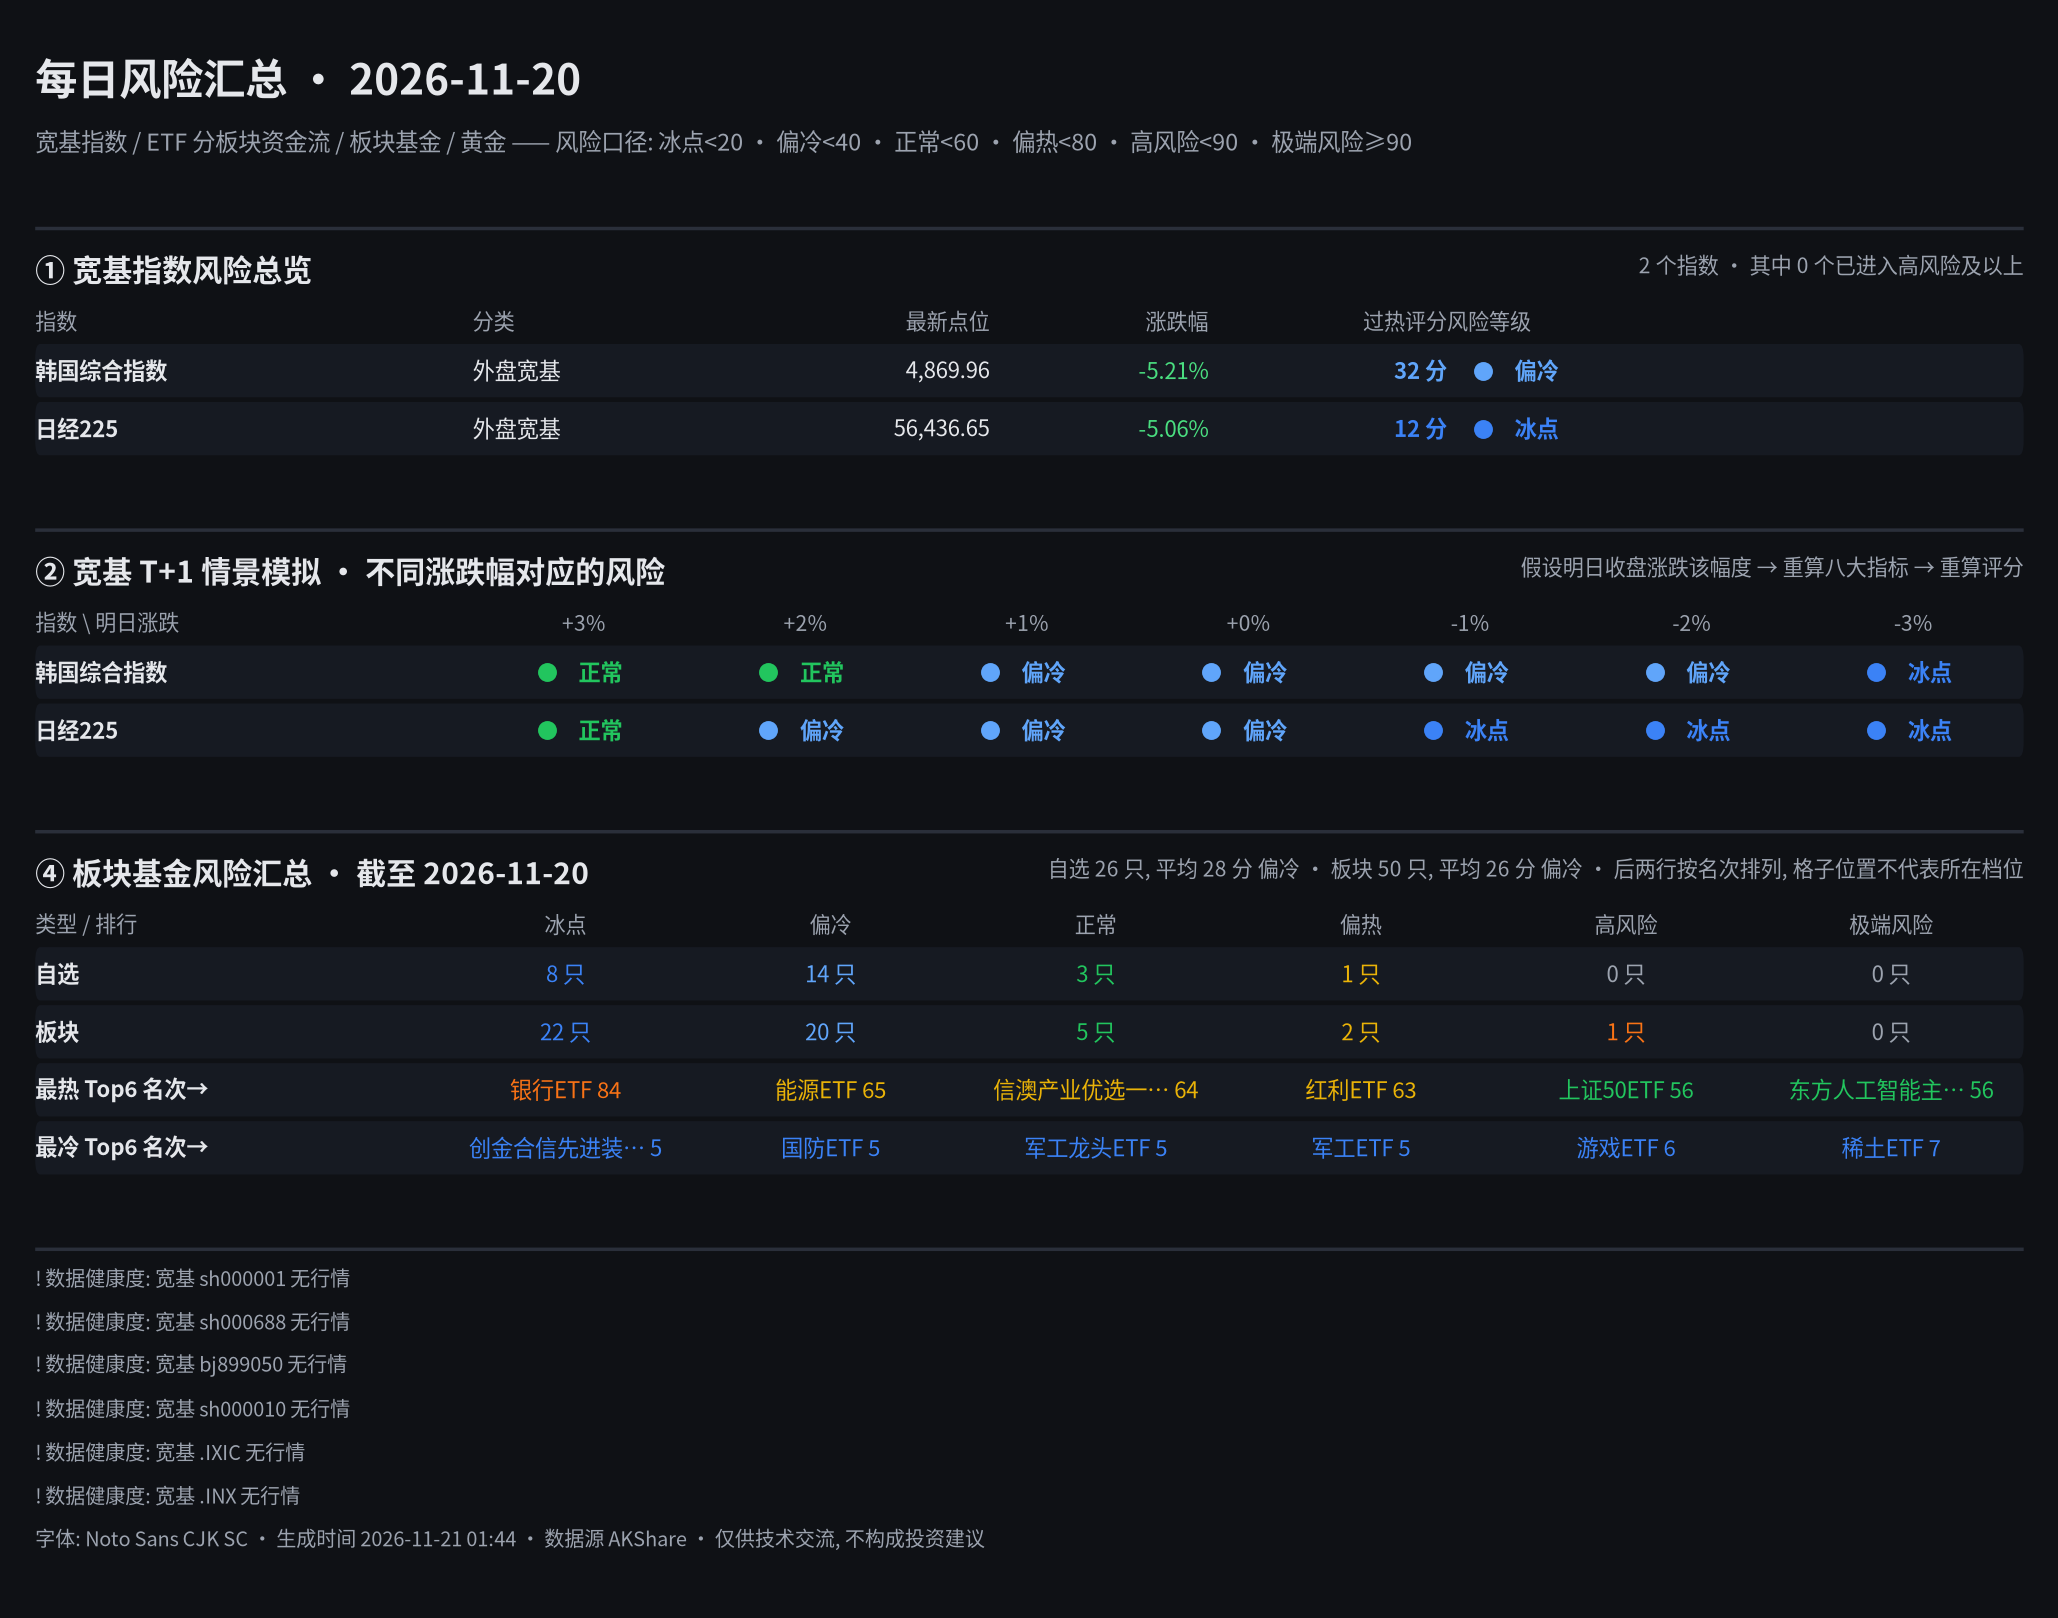 每日风险汇总 · 2026-11-20
宽基指数 / ETF 分板块资金流 / 板块基金 / 黄金 —— 风险口径: 冰点<20 · 偏冷<40 · 正常<60 · 偏热<80 · 高风险<90 · 极端风险≥90
① 宽基指数风险总览 2 个指数 · 其中 0 个已进入高风险及以上
指数 分类 最新点位 涨跌幅 过热评分 风险等级
韩国综合指数 外盘宽基 4,869.96 -5.21% 32 分 偏冷
日经225 外盘宽基 56,436.65 -5.06% 12 分 冰点
② 宽基 T+1 情景模拟 · 不同涨跌幅对应的风险 假设明日收盘涨跌该幅度 → 重算八大指标 → 重算评分
指数 \ 明日涨跌 +3% +2% +1% +0% -1% -2% -3%
韩国综合指数 正常 正常 偏冷 偏冷 偏冷 偏冷 冰点
日经225 正常 偏冷 偏冷 偏冷 冰点 冰点 冰点
④ 板块基金风险汇总 · 截至 2026-11-20 自选 26 只, 平均 28 分 偏冷 · 板块 50 只, 平均 26 分 偏冷 · 后两行按名次排列, 格子位置不代表所在档位
类型 / 排行 冰点 偏冷 正常 偏热 高风险 极端风险
自选 8 只 14 只 3 只 1 只 0 只 0 只
板块 22 只 20 只 5 只 2 只 1 只 0 只
最热 Top6 名次→ 银行ETF 84 能源ETF 65 信澳产业优选一… 64 红利ETF 63 上证50ETF 56 东方人工智能主… 56
最冷 Top6 名次→ 创金合信先进装… 5 国防ETF 5 军工龙头ETF 5 军工ETF 5 游戏ETF 6 稀土ETF 7
! 数据健康度: 宽基 sh000001 无行情
! 数据健康度: 宽基 sh000688 无行情
! 数据健康度: 宽基 bj899050 无行情
! 数据健康度: 宽基 sh000010 无行情
! 数据健康度: 宽基 .IXIC 无行情
! 数据健康度: 宽基 .INX 无行情
字体: Noto Sans CJK SC · 生成时间 2026-11-21 01:44 · 数据源 AKShare · 仅供技术交流, 不构成投资建议